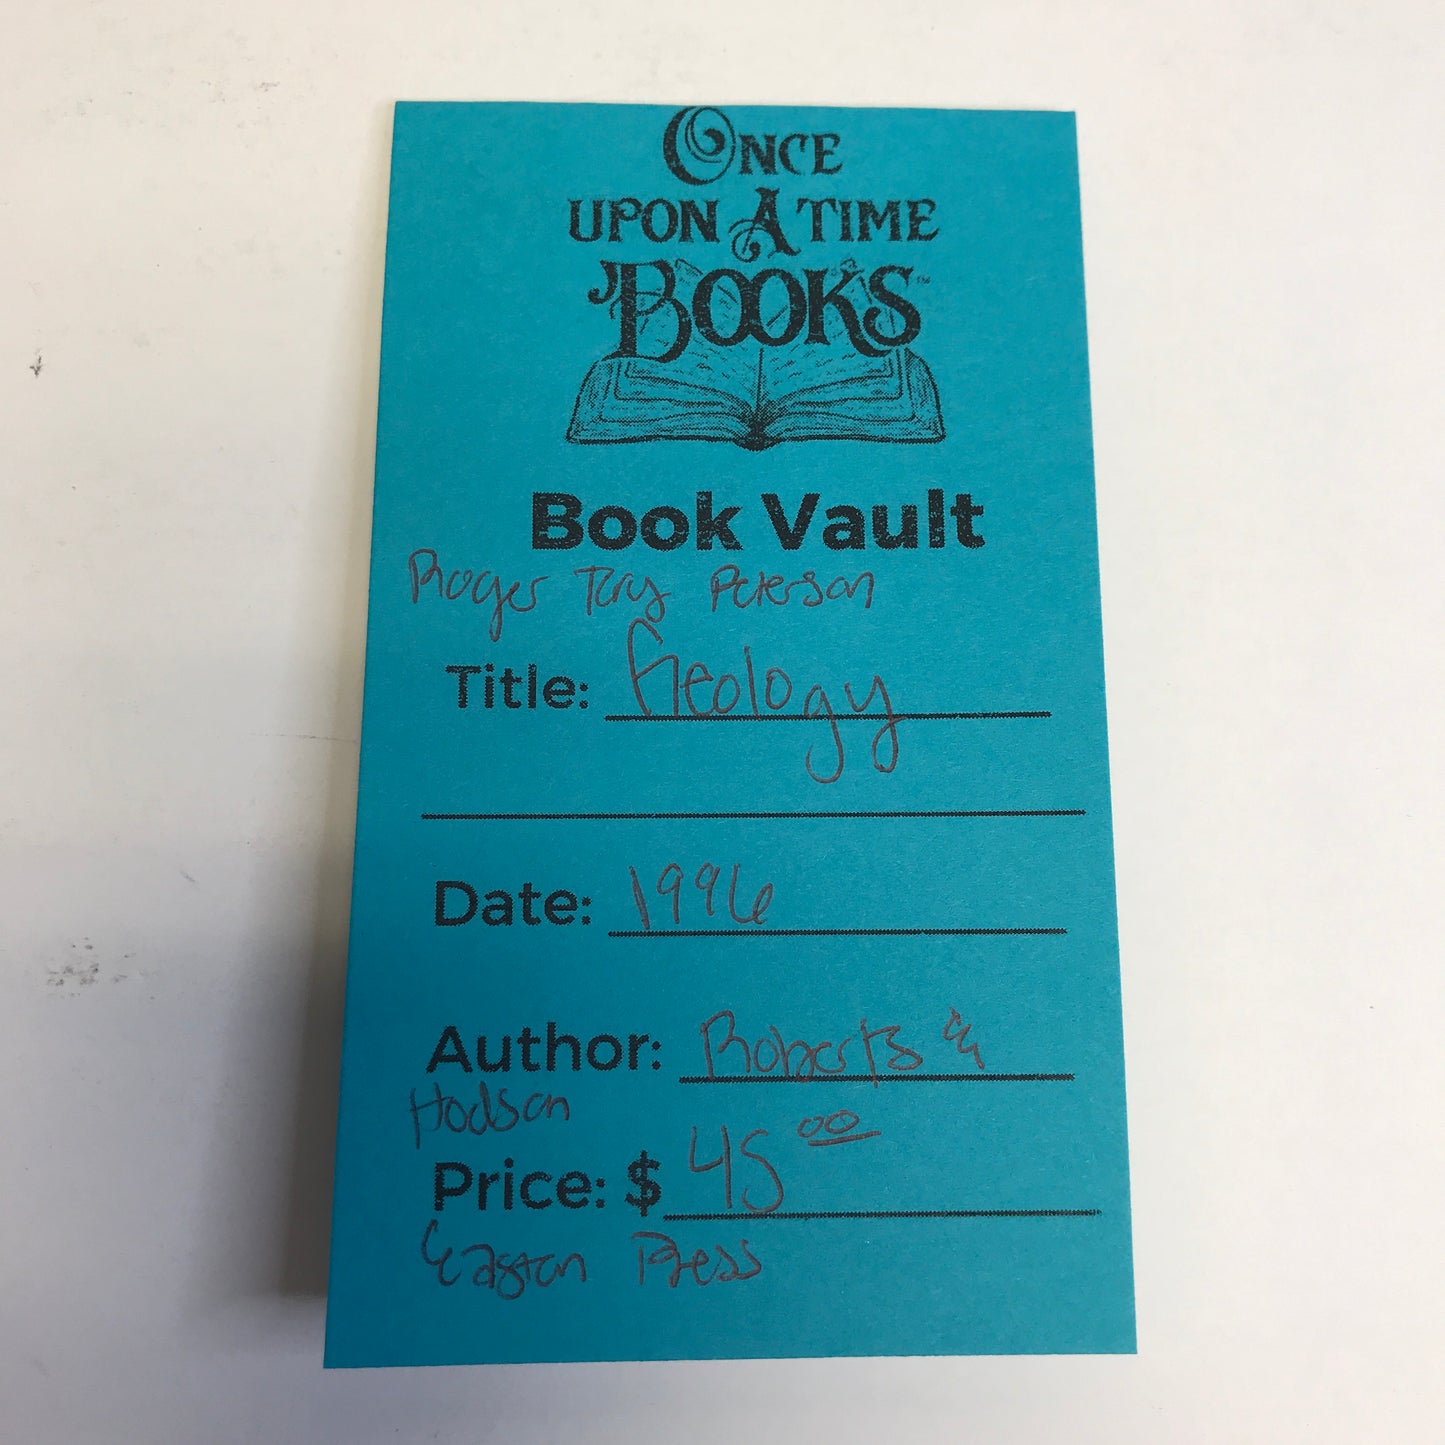 ONCE
UPON A TIME
BOOKS™
Book Vault
Roger Tory Peterson
Title: Geology
Date: 1996
Author: Roberts &
Hodson
Price: $ 45 00
Easton Press